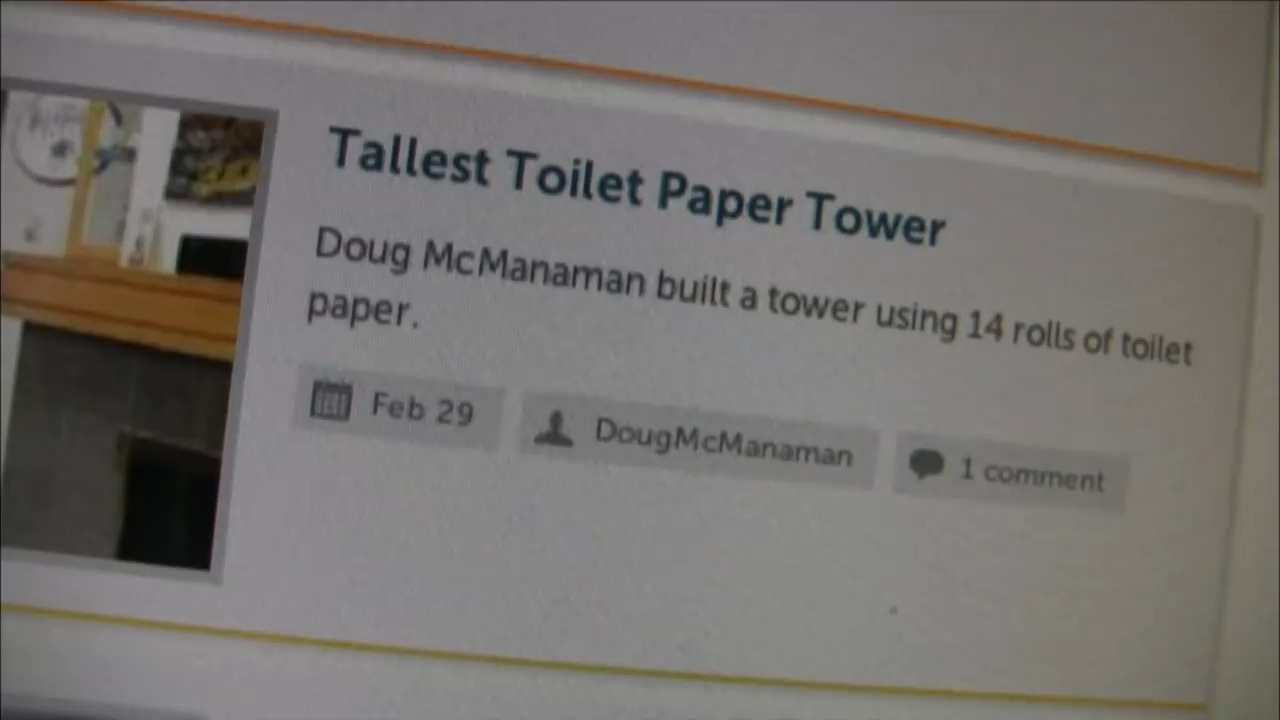 Tallest Toilet Paper Tower
Doug McManaman built a tower using 14 rolls of toilet
paper.
Feb 29 DougMcManaman 1 comment